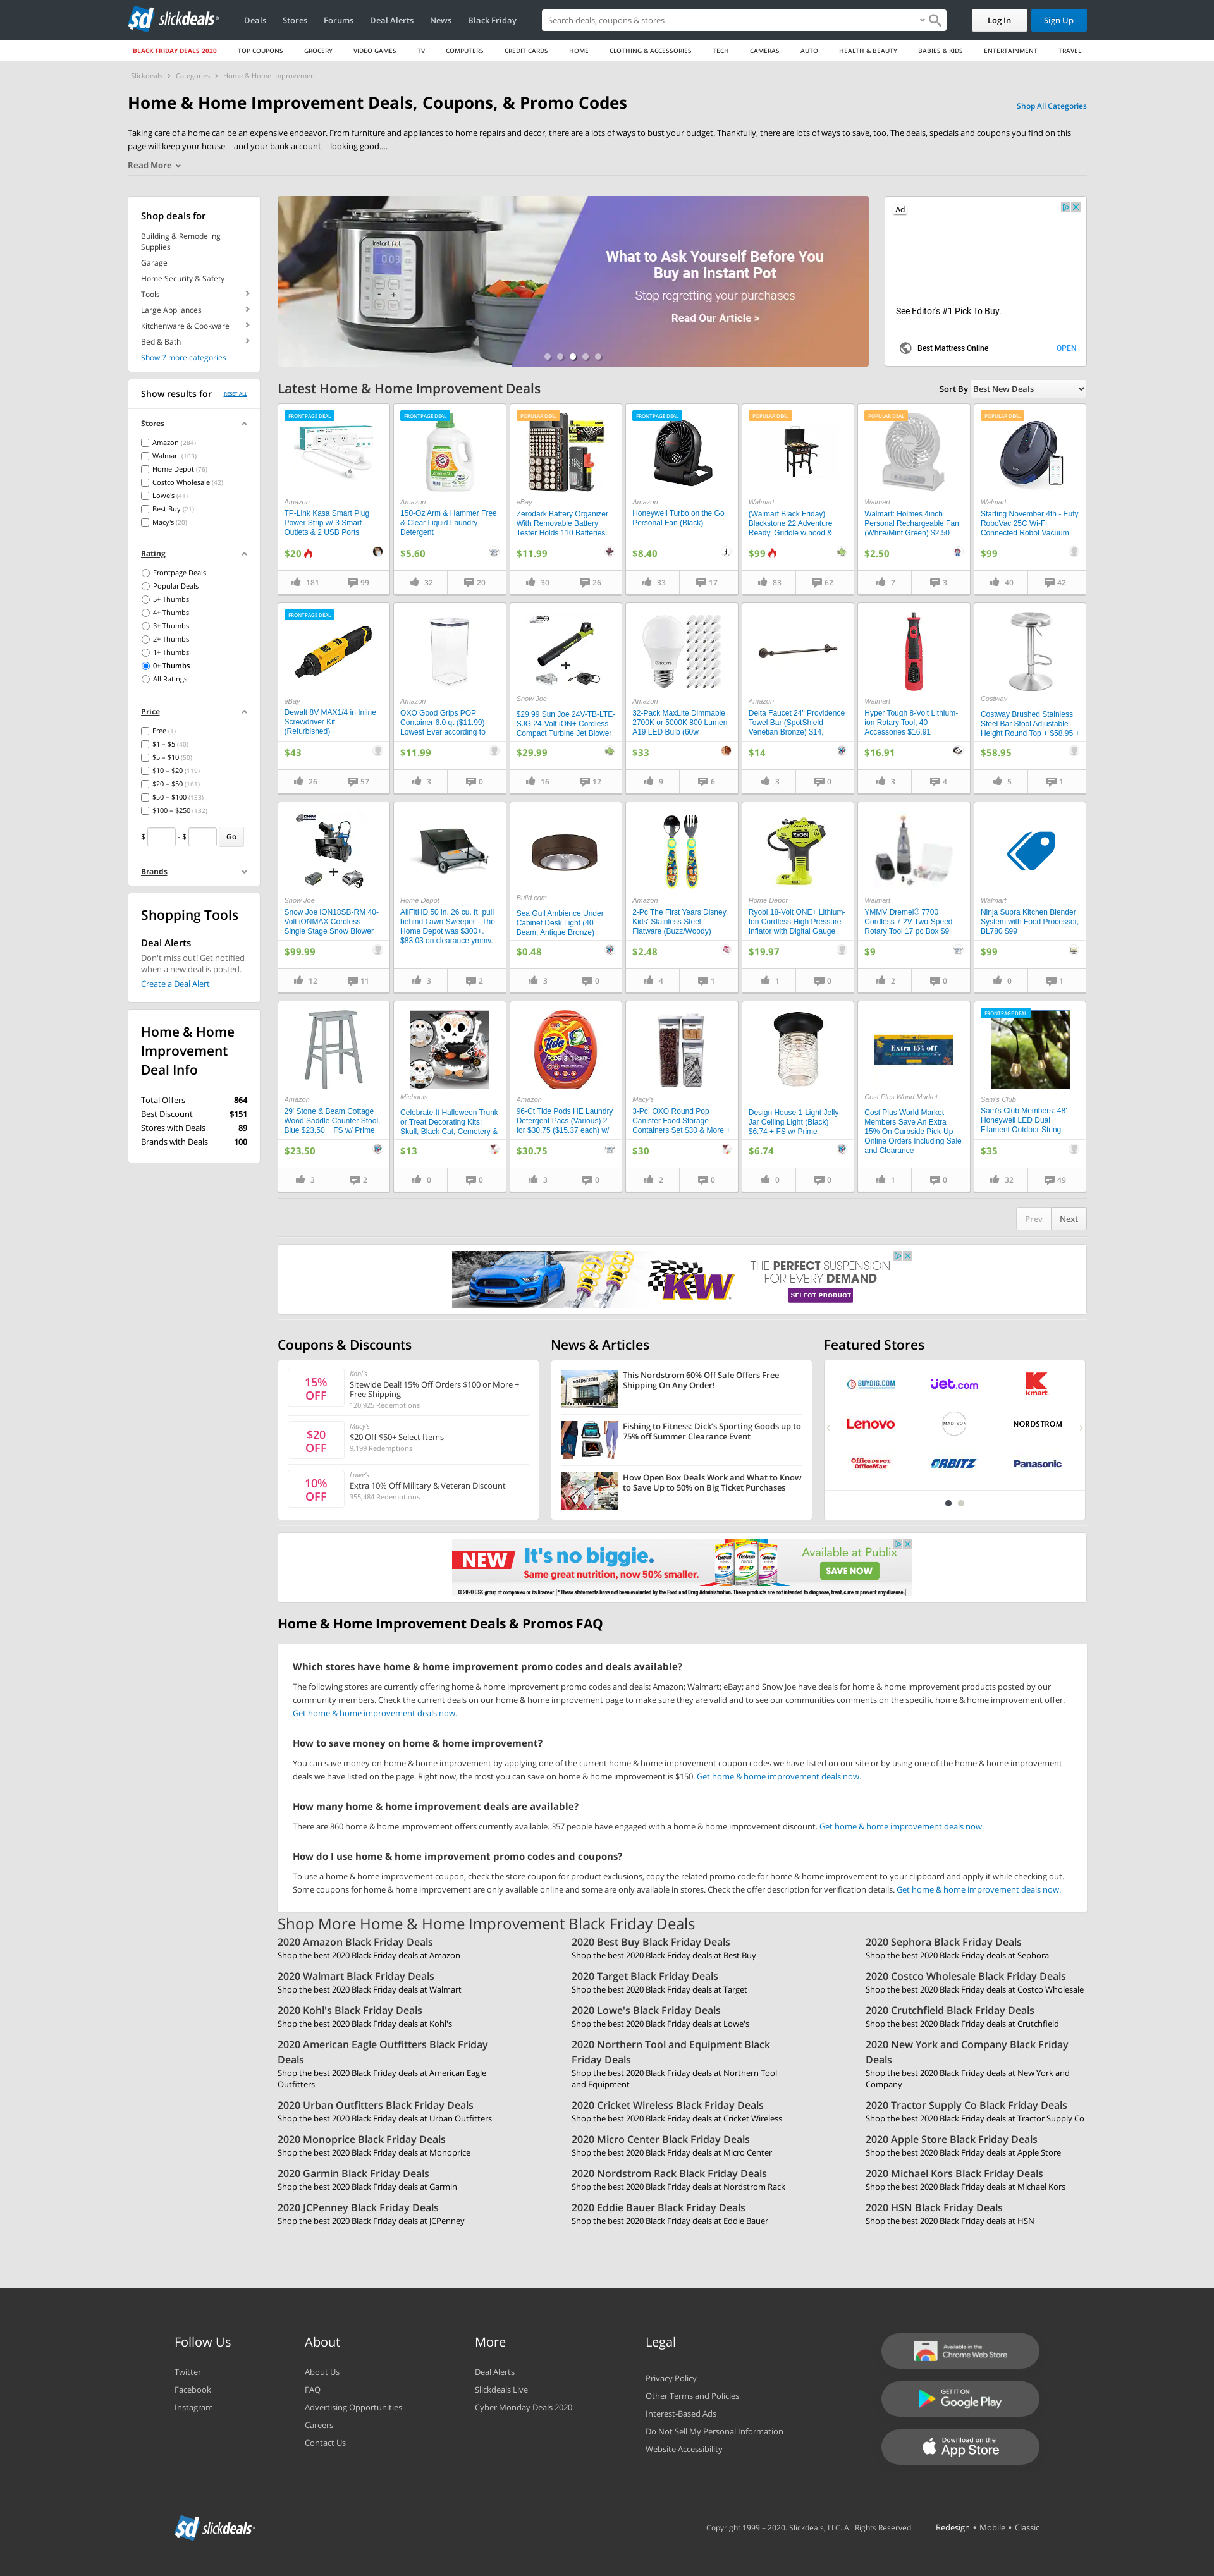 slickdeals
Deals
Stores
Forums
Deal Alerts
News
Black Friday
Search deals, coupons & stores
Log In
Sign Up
BLACK FRIDAY DEALS 2020
TOP COUPONS
GROCERY
VIDEO GAMES
TV
COMPUTERS
CREDIT CARDS
HOME
CLOTHING & ACCESSORIES
TECH
CAMERAS
AUTO
HEALTH & BEAUTY
BABIES & KIDS
ENTERTAINMENT
TRAVEL
Slickdeals > Categories > Home & Home Improvement
Home & Home Improvement Deals, Coupons, & Promo Codes
Shop All Categories
Taking care of a home can be an expensive endeavor. From furniture and appliances to home repairs and decor, there are a lots of ways to bust your budget. Thankfully, there are lots of ways to save, too. The deals, specials and coupons you find on this
page will keep your house -- and your bank account -- looking good....
Read More
Shop deals for
Building & Remodeling
Supplies
Garage
Home Security & Safety
Tools
Large Appliances
Kitchenware & Cookware
Bed & Bath
Show 7 more categories
Show results for
RESET ALL
Stores
Amazon (284)
Walmart (103)
Home Depot (76)
Costco Wholesale (42)
Lowe's (41)
Best Buy (21)
Macy's (20)
Rating
Frontpage Deals
Popular Deals
5+ Thumbs
4+ Thumbs
3+ Thumbs
2+ Thumbs
1+ Thumbs
0+ Thumbs
All Ratings
Price
Free (1)
$1 – $5 (40)
$5 – $10 (50)
$10 – $20 (119)
$20 – $50 (161)
$50 – $100 (133)
$100 – $250 (132)
$ - $ Go
Brands
Shopping Tools
Deal Alerts
Don't miss out! Get notified
when a new deal is posted.
Create a Deal Alert
Home & Home
Improvement
Deal Info
Total Offers 864
Best Discount $151
Stores with Deals 89
Brands with Deals 100
Instant Pot
What to Ask Yourself Before You
Buy an Instant Pot
Stop regretting your purchases
Read Our Article >
Ad
See Editor's #1 Pick To Buy.
Best Mattress Online
OPEN
Latest Home & Home Improvement Deals
Sort By Best New Deals
FRONTPAGE DEAL
Amazon
TP-Link Kasa Smart Plug
Power Strip w/ 3 Smart
Outlets & 2 USB Ports
$20
181 99
FRONTPAGE DEAL
Amazon
150-Oz Arm & Hammer Free
& Clear Liquid Laundry
Detergent
$5.60
32 20
POPULAR DEAL
eBay
Zerodark Battery Organizer
With Removable Battery
Tester Holds 110 Batteries.
$11.99
30 26
FRONTPAGE DEAL
Amazon
Honeywell Turbo on the Go
Personal Fan (Black)
$8.40
33 17
POPULAR DEAL
Walmart
(Walmart Black Friday)
Blackstone 22 Adventure
Ready, Griddle w hood &
$99
83 62
POPULAR DEAL
Walmart
Walmart: Holmes 4inch
Personal Rechargeable Fan
(White/Mint Green) $2.50
$2.50
7 3
POPULAR DEAL
Walmart
Starting November 4th - Eufy
RoboVac 25C Wi-Fi
Connected Robot Vacuum
$99
40 42
FRONTPAGE DEAL
eBay
Dewalt 8V MAX1/4 in Inline
Screwdriver Kit
(Refurbished)
$43
26 57
Amazon
OXO Good Grips POP
Container 6.0 qt ($11.99)
Lowest Ever according to
$11.99
3 0
Snow Joe
$29.99 Sun Joe 24V-TB-LTE-
SJG 24-Volt iON+ Cordless
Compact Turbine Jet Blower
$29.99
16 12
Amazon
32-Pack MaxLite Dimmable
2700K or 5000K 800 Lumen
A19 LED Bulb (60w
$33
9 6
Amazon
Delta Faucet 24" Providence
Towel Bar (SpotShield
Venetian Bronze) $14,
$14
3 0
Walmart
Hyper Tough 8-Volt Lithium-
ion Rotary Tool, 40
Accessories $16.91
$16.91
3 4
Costway
Costway Brushed Stainless
Steel Bar Stool Adjustable
Height Round Top + $58.95 +
$58.95
5 1
Snow Joe
Snow Joe iON18SB-RM 40-
Volt iONMAX Cordless
Single Stage Snow Blower
$99.99
12 11
Home Depot
AllFitHD 50 in. 26 cu. ft. pull
behind Lawn Sweeper - The
Home Depot was $300+.
$83.03 on clearance ymmv.
3 2
Build.com
Sea Gull Ambience Under
Cabinet Desk Light (40
Beam, Antique Bronze)
$0.48
3 0
Amazon
2-Pc The First Years Disney
Kids' Stainless Steel
Flatware (Buzz/Woody)
$2.48
4 1
Home Depot
Ryobi 18-Volt ONE+ Lithium-
Ion Cordless High Pressure
Inflator with Digital Gauge
$19.97
1 0
Walmart
YMMV Dremel® 7700
Cordless 7.2V Two-Speed
Rotary Tool 17 pc Box $9
$9
2 0
Walmart
Ninja Supra Kitchen Blender
System with Food Processor,
BL780 $99
$99
0 1
Amazon
29' Stone & Beam Cottage
Wood Saddle Counter Stool,
Blue $23.50 + FS w/ Prime
$23.50
3 2
Michaels
Celebrate It Halloween Trunk
or Treat Decorating Kits:
Skull, Black Cat, Cemetery &
$13
0 0
Amazon
96-Ct Tide Pods HE Laundry
Detergent Pacs (Various) 2
for $30.75 ($15.37 each) w/
$30.75
3 0
Macy's
3-Pc. OXO Round Pop
Canister Food Storage
Containers Set $30 & More +
$30
2 0
Design House 1-Light Jelly
Jar Ceiling Light (Black)
$6.74 + FS w/ Prime
$6.74
0 0
Extra 15% off
Cost Plus World Market
Cost Plus World Market
Members Save An Extra
15% On Curbside Pick-Up
Online Orders Including Sale
and Clearance
1 0
FRONTPAGE DEAL
Sam's Club
Sam's Club Members: 48'
Honeywell LED Dual
Filament Outdoor String
$35
32 49
Prev
Next
KW
THE PERFECT SUSPENSION
FOR EVERY DEMAND
SELECT PRODUCT
Coupons & Discounts
15%
OFF
Kohl's
Sitewide Deal! 15% Off Orders $100 or More +
Free Shipping
120,925 Redemptions
$20
OFF
Macy's
$20 Off $50+ Select Items
9,199 Redemptions
10%
OFF
Lowe's
Extra 10% Off Military & Veteran Discount
355,484 Redemptions
News & Articles
This Nordstrom 60% Off Sale Offers Free
Shipping On Any Order!
Fishing to Fitness: Dick's Sporting Goods up to
75% off Summer Clearance Event
How Open Box Deals Work and What to Know
to Save Up to 50% on Big Ticket Purchases
Featured Stores
BUYDIG.COM
jet.com
kmart
Lenovo
MADISON
NORDSTROM
Office DEPOT
OfficeMax
ORBITZ
Panasonic
NEW It's no biggie.
Same great nutrition, now 50% smaller.
Available at Publix
SAVE NOW
© 2020 GSK group of companies or its licensor
*These statements have not been evaluated by the Food and Drug Administration. These products are not intended to diagnose, treat, cure or prevent any disease.
Home & Home Improvement Deals & Promos FAQ
Which stores have home & home improvement promo codes and deals available?
The following stores are currently offering home & home improvement promo codes and deals: Amazon; Walmart; eBay; and Snow Joe have deals for home & home improvement products posted by our
community members. Check the current deals on our home & home improvement page to make sure they are valid and to see our communities comments on the specific home & home improvement offer.
Get home & home improvement deals now.
How to save money on home & home improvement?
You can save money on home & home improvement by applying one of the current home & home improvement coupon codes we have listed on our site or by using one of the home & home improvement
deals we have listed on the page. Right now, the most you can save on home & home improvement is $150. Get home & home improvement deals now.
How many home & home improvement deals are available?
There are 860 home & home improvement offers currently available. 357 people have engaged with a home & home improvement discount. Get home & home improvement deals now.
How do I use home & home improvement promo codes and coupons?
To use a home & home improvement coupon, check the store coupon for product exclusions, copy the related promo code for home & home improvement to your clipboard and apply it while checking out.
Some coupons for home & home improvement are only available online and some are only available in stores. Check the offer description for verification details. Get home & home improvement deals now.
Shop More Home & Home Improvement Black Friday Deals
2020 Amazon Black Friday Deals
Shop the best 2020 Black Friday deals at Amazon
2020 Best Buy Black Friday Deals
Shop the best 2020 Black Friday deals at Best Buy
2020 Sephora Black Friday Deals
Shop the best 2020 Black Friday deals at Sephora
2020 Walmart Black Friday Deals
Shop the best 2020 Black Friday deals at Walmart
2020 Target Black Friday Deals
Shop the best 2020 Black Friday deals at Target
2020 Costco Wholesale Black Friday Deals
Shop the best 2020 Black Friday deals at Costco Wholesale
2020 Kohl's Black Friday Deals
Shop the best 2020 Black Friday deals at Kohl's
2020 Lowe's Black Friday Deals
Shop the best 2020 Black Friday deals at Lowe's
2020 Crutchfield Black Friday Deals
Shop the best 2020 Black Friday deals at Crutchfield
2020 American Eagle Outfitters Black Friday
Deals
Shop the best 2020 Black Friday deals at American Eagle
Outfitters
2020 Northern Tool and Equipment Black
Friday Deals
Shop the best 2020 Black Friday deals at Northern Tool
and Equipment
2020 New York and Company Black Friday
Deals
Shop the best 2020 Black Friday deals at New York and
Company
2020 Urban Outfitters Black Friday Deals
Shop the best 2020 Black Friday deals at Urban Outfitters
2020 Cricket Wireless Black Friday Deals
Shop the best 2020 Black Friday deals at Cricket Wireless
2020 Tractor Supply Co Black Friday Deals
Shop the best 2020 Black Friday deals at Tractor Supply Co
2020 Monoprice Black Friday Deals
Shop the best 2020 Black Friday deals at Monoprice
2020 Micro Center Black Friday Deals
Shop the best 2020 Black Friday deals at Micro Center
2020 Apple Store Black Friday Deals
Shop the best 2020 Black Friday deals at Apple Store
2020 Garmin Black Friday Deals
Shop the best 2020 Black Friday deals at Garmin
2020 Nordstrom Rack Black Friday Deals
Shop the best 2020 Black Friday deals at Nordstrom Rack
2020 Michael Kors Black Friday Deals
Shop the best 2020 Black Friday deals at Michael Kors
2020 JCPenney Black Friday Deals
Shop the best 2020 Black Friday deals at JCPenney
2020 Eddie Bauer Black Friday Deals
Shop the best 2020 Black Friday deals at Eddie Bauer
2020 HSN Black Friday Deals
Shop the best 2020 Black Friday deals at HSN
Follow Us
Twitter
Facebook
Instagram
About
About Us
FAQ
Advertising Opportunities
Careers
Contact Us
More
Deal Alerts
Slickdeals Live
Cyber Monday Deals 2020
Legal
Privacy Policy
Other Terms and Policies
Interest-Based Ads
Do Not Sell My Personal Information
Website Accessibility
Available in the
Chrome Web Store
GET IT ON
Google Play
Download on the
App Store
slickdeals
Copyright 1999 – 2020. Slickdeals, LLC. All Rights Reserved.
Redesign • Mobile • Classic